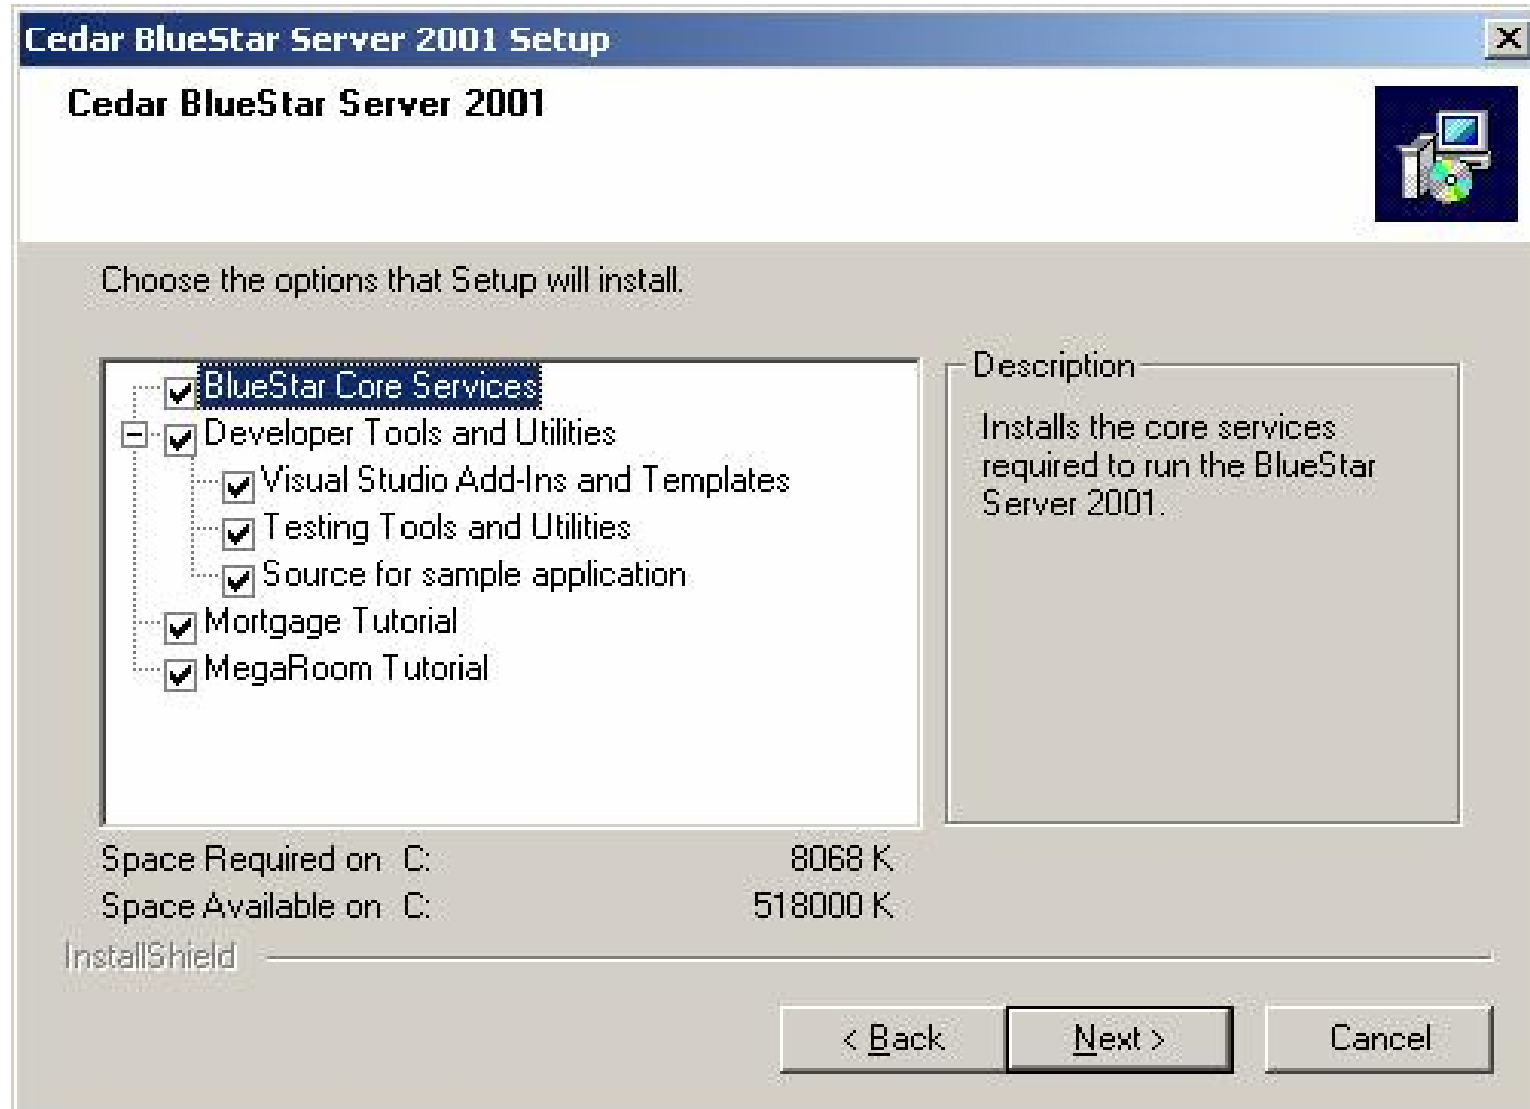 Cedar BlueStar Server 2001 Setup
Cedar BlueStar Server 2001
Choose the options that Setup will install.
BlueStar Core Services
Developer Tools and Utilities
Visual Studio Add-Ins and Templates
Testing Tools and Utilities
Source for sample application
Mortgage Tutorial
MegaRoom Tutorial
Description
Installs the core services
required to run the BlueStar
Server 2001.
Space Required on C: 8068 K
Space Available on C: 518000 K
InstallShield
< Back Next > Cancel